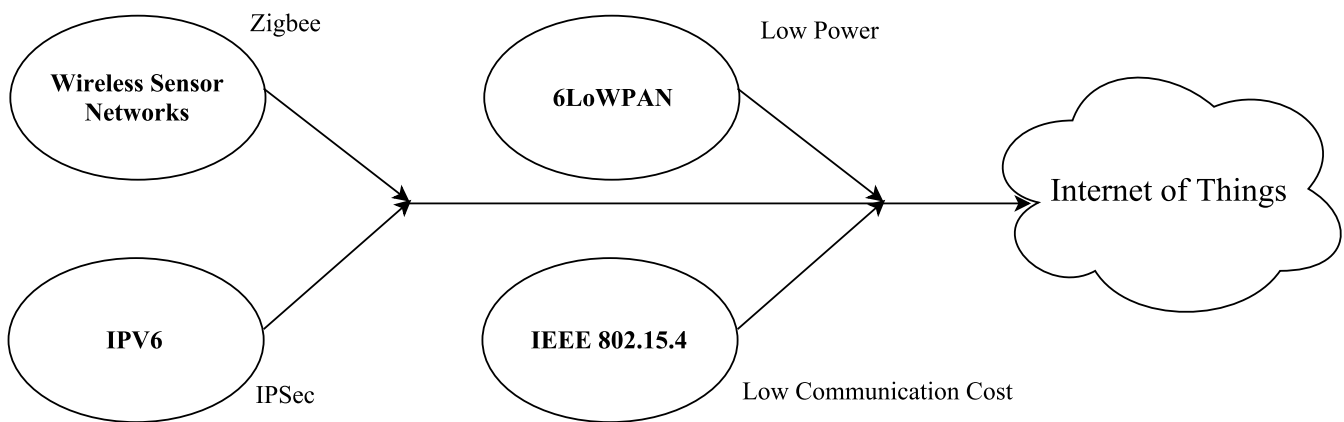 Zigbee
Wireless Sensor
Networks
Low Power
6LoWPAN
Internet of Things
IPV6
IPSec
IEEE 802.15.4
Low Communication Cost